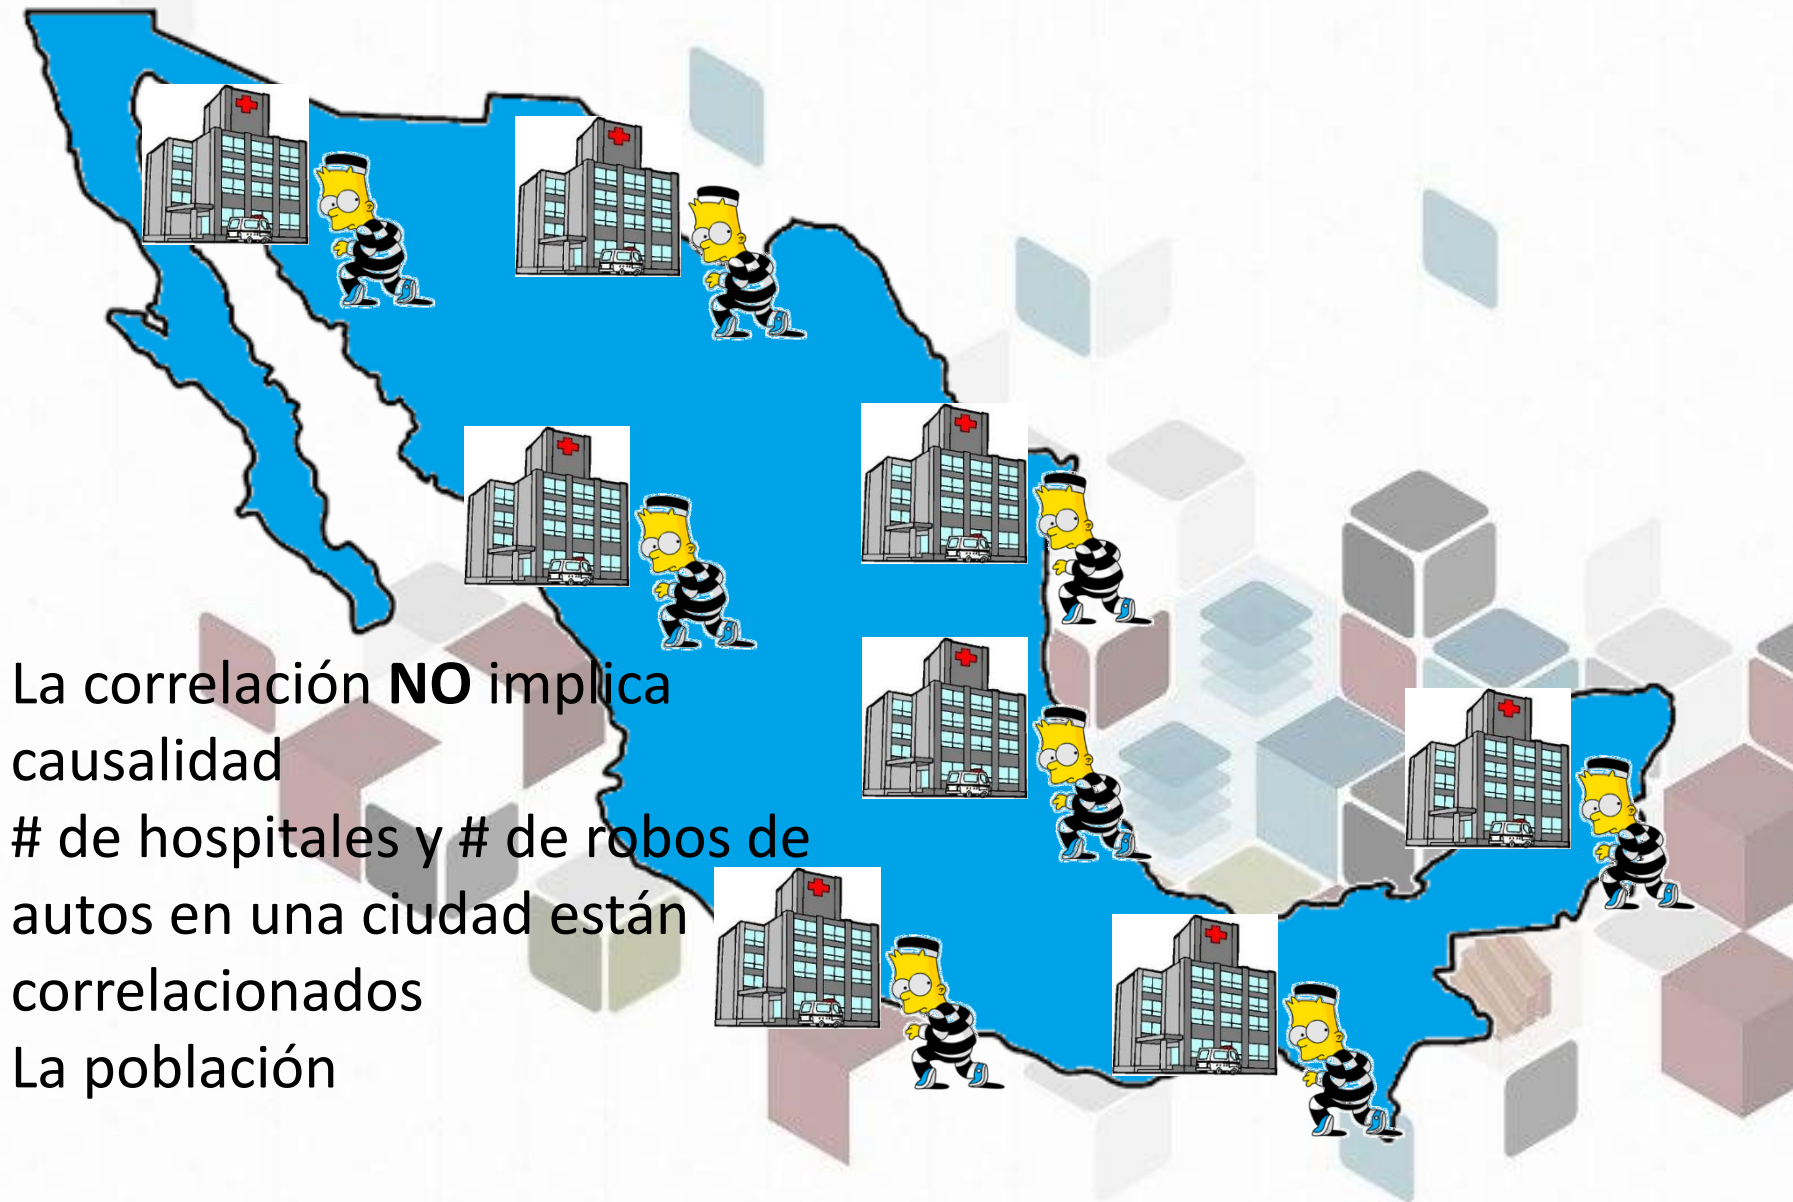 La correlación NO implica
causalidad
# de hospitales y # de robos de
autos en una ciudad están
correlacionados
La población